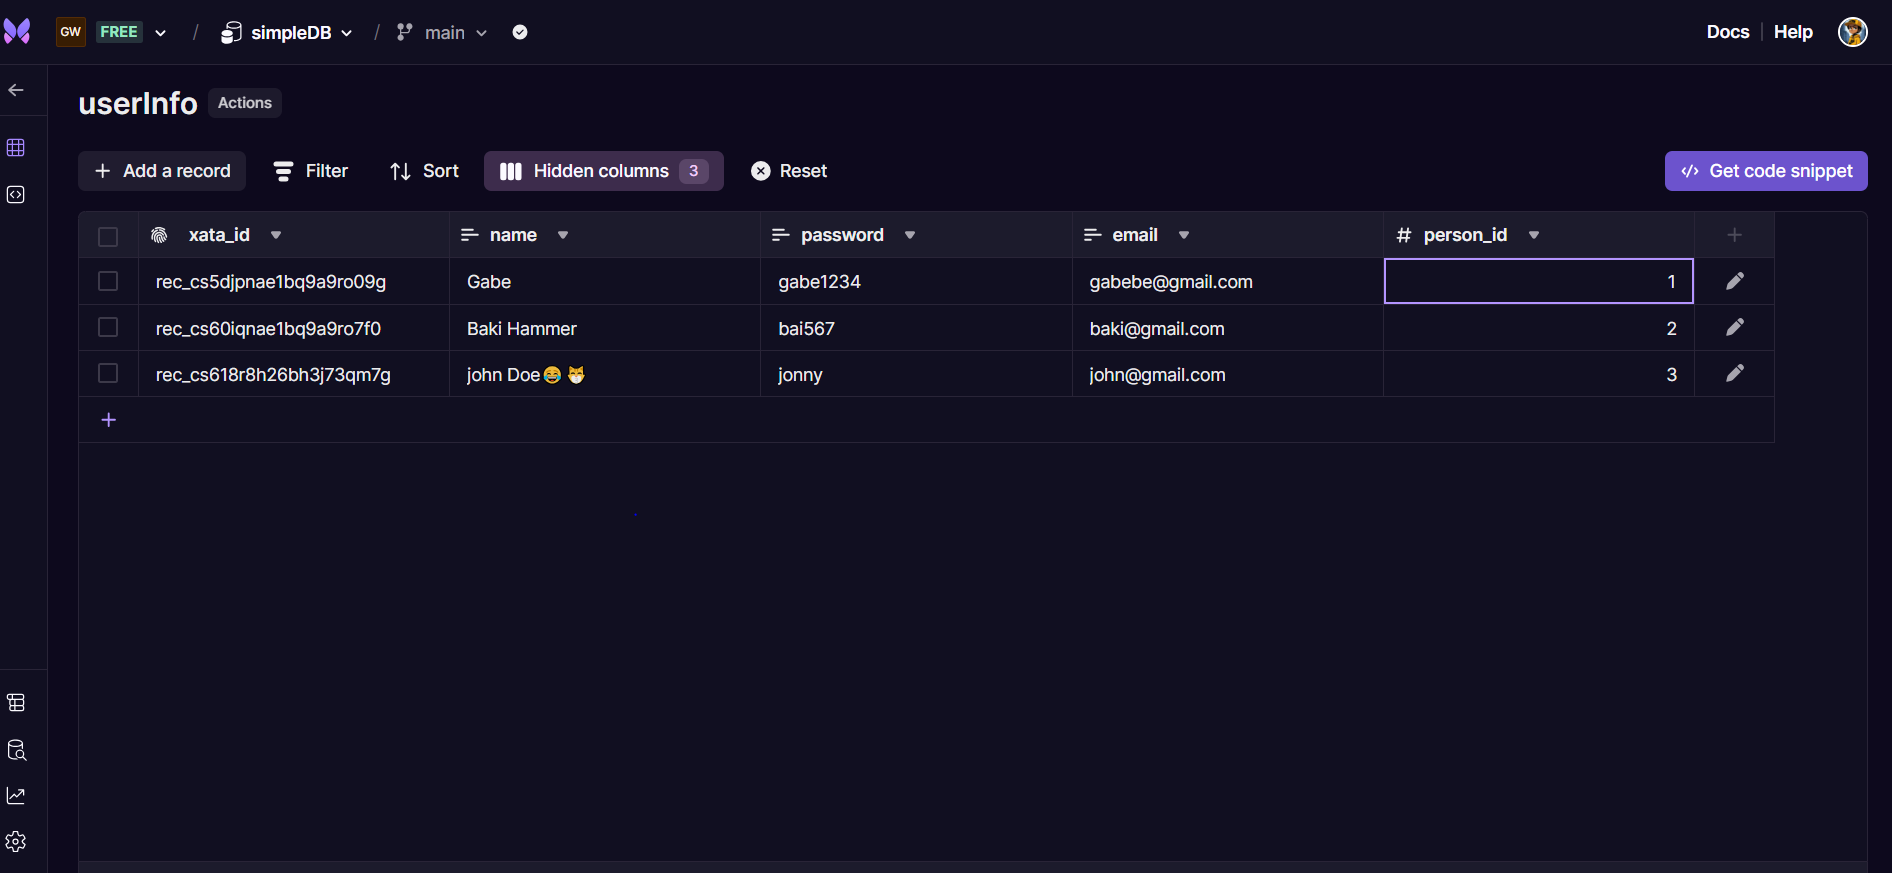 GW FREE / simpleDB / main Docs Help
userInfo Actions
Add a record Filter Sort Hidden columns 3 Reset Get code snippet
xata_id name password email person_id
rec_cs5djpnae1bq9a9ro09g Gabe gabe1234 gabebe@gmail.com 1
rec_cs60iqnae1bq9a9ro7f0 Baki Hammer bai567 baki@gmail.com 2
rec_cs618r8h26bh3j73qm7g john Doe😂😼 jonny john@gmail.com 3